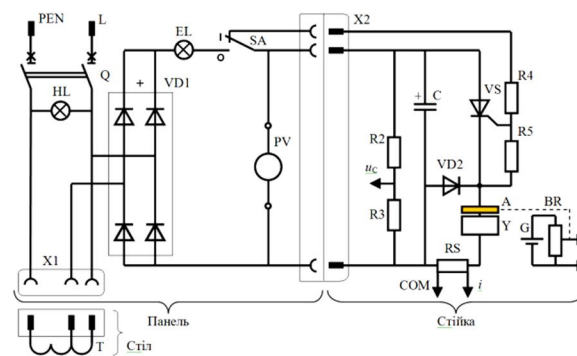 PEN
L
EL
SA
X2
Q
HL
+
VD1
I
O
PV
R4
VS
+
C
R5
R2
uc
VD2
R3
A
BR
Y
G
X1
RS
COM
i
Панель
Стійка
T
Стіл